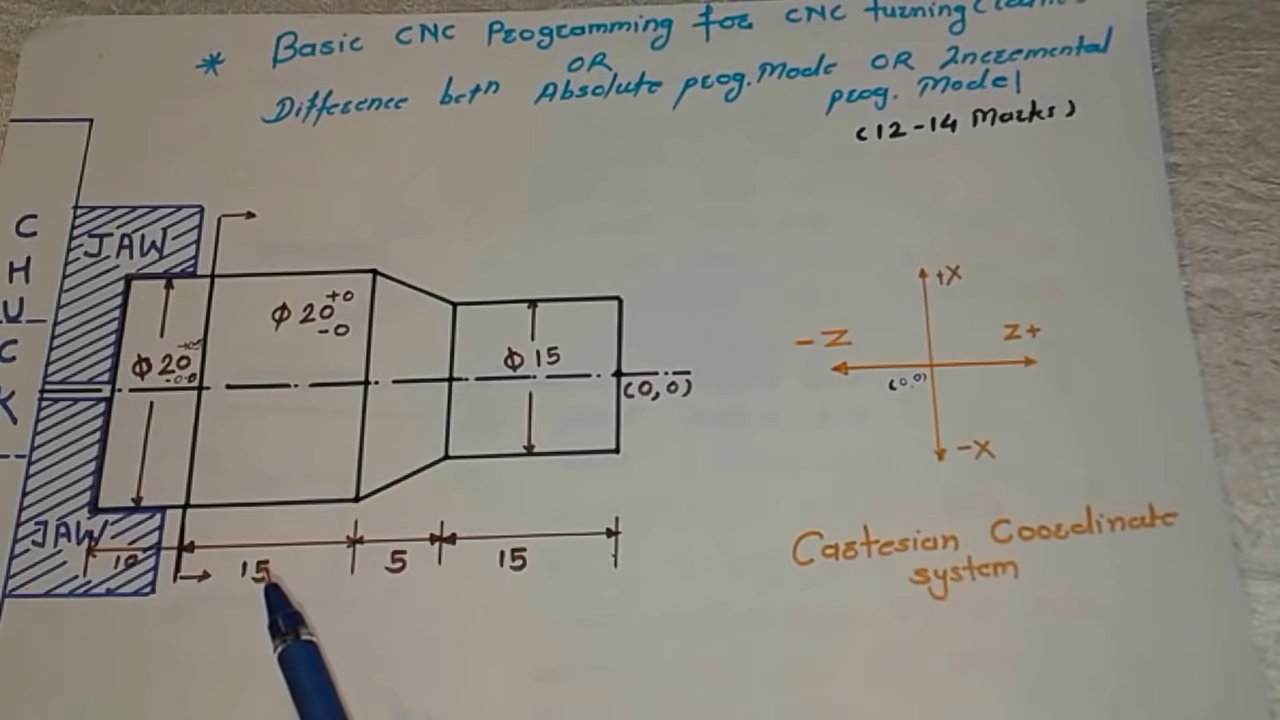 * Basic CNC Programming for CNC turning
OR
Difference betn Absolute prog. Mode OR Incremental
prog. Model
(12-14 Marks)
CHUCK
JAW
φ20 +0 -0
φ20
φ15
(0,0)
JAW
10
15
5
15
+X
-Z
Z+
(0,0)
-X
Cartesian Coordinate
system